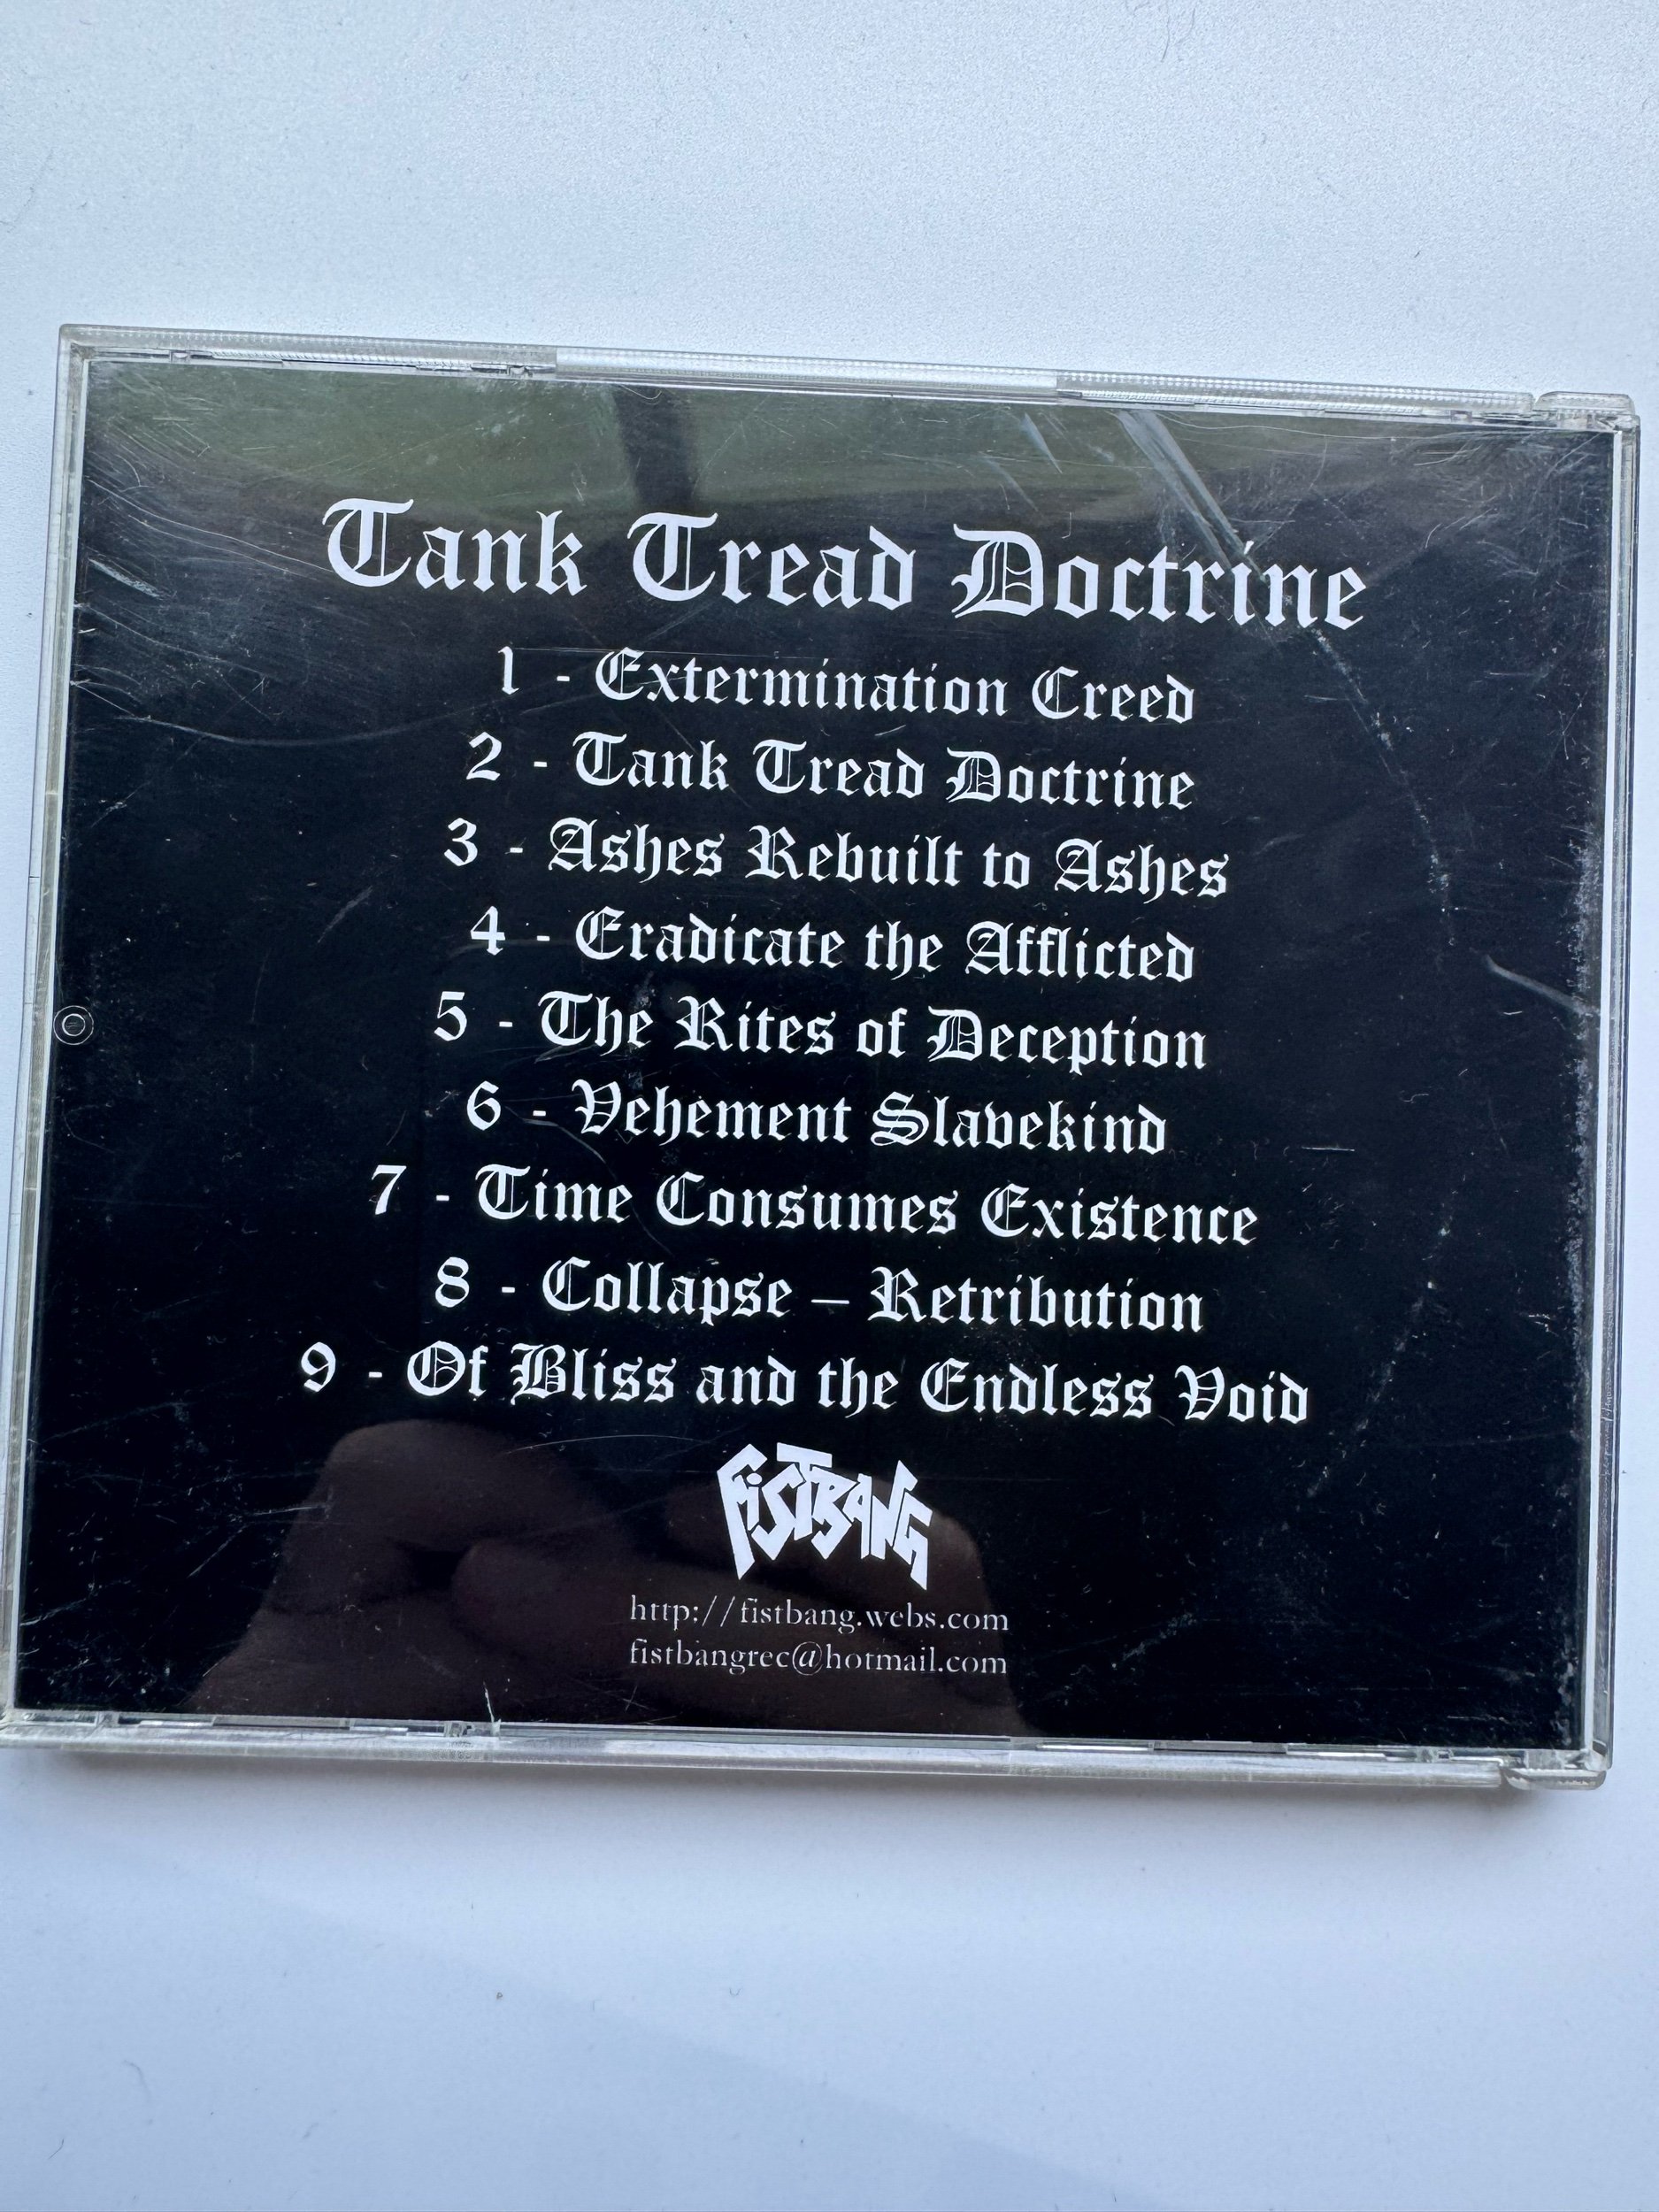 Tank Tread Doctrine
1 - Extermination Creed
2 - Tank Tread Doctrine
3 - Ashes Rebuilt to Ashes
4 - Eradicate the Afflicted
5 - The Rites of Deception
6 - Vehement Slavekind
7 - Time Consumes Existence
8 - Collapse – Retribution
9 - Of Bliss and the Endless Void
FISTBANG
http://fistbang.webs.com
fistbangrec@hotmail.com